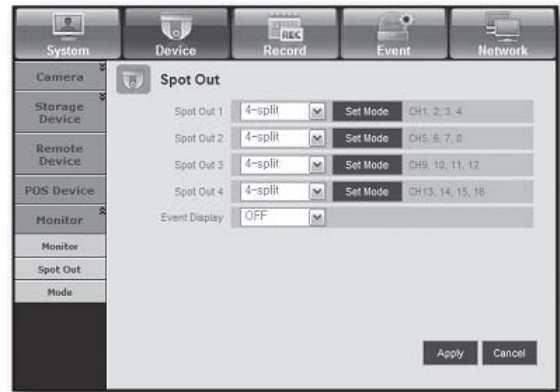 System Device Record Event Network
REC
Camera
Storage Device
Remote Device
POS Device
Monitor
Monitor
Spot Out
Mode
Spot Out
Spot Out 1 4-split Set Mode CH1, 2, 3, 4
Spot Out 2 4-split Set Mode CH5, 6, 7, 8
Spot Out 3 4-split Set Mode CH9, 10, 11, 12
Spot Out 4 4-split Set Mode CH13, 14, 15, 16
Event Display OFF
Apply Cancel